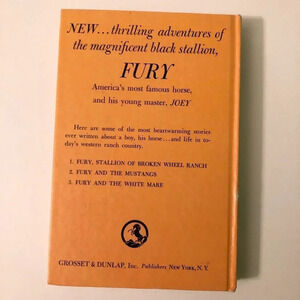 NEW...thrilling adventures of
the magnificent black stallion,
FURY
America's most famous horse,
and his young master, JOEY
Here are some of the most heartwarming stories
ever written about a boy, his horse...and life in to-
day's western ranch country.
1. FURY, STALLION OF BROKEN WHEEL RANCH
2. FURY AND THE MUSTANGS
3. FURY AND THE WHITE MARE
GROSSET & DUNLAP, Inc. Publishers NEW YORK, N. Y.